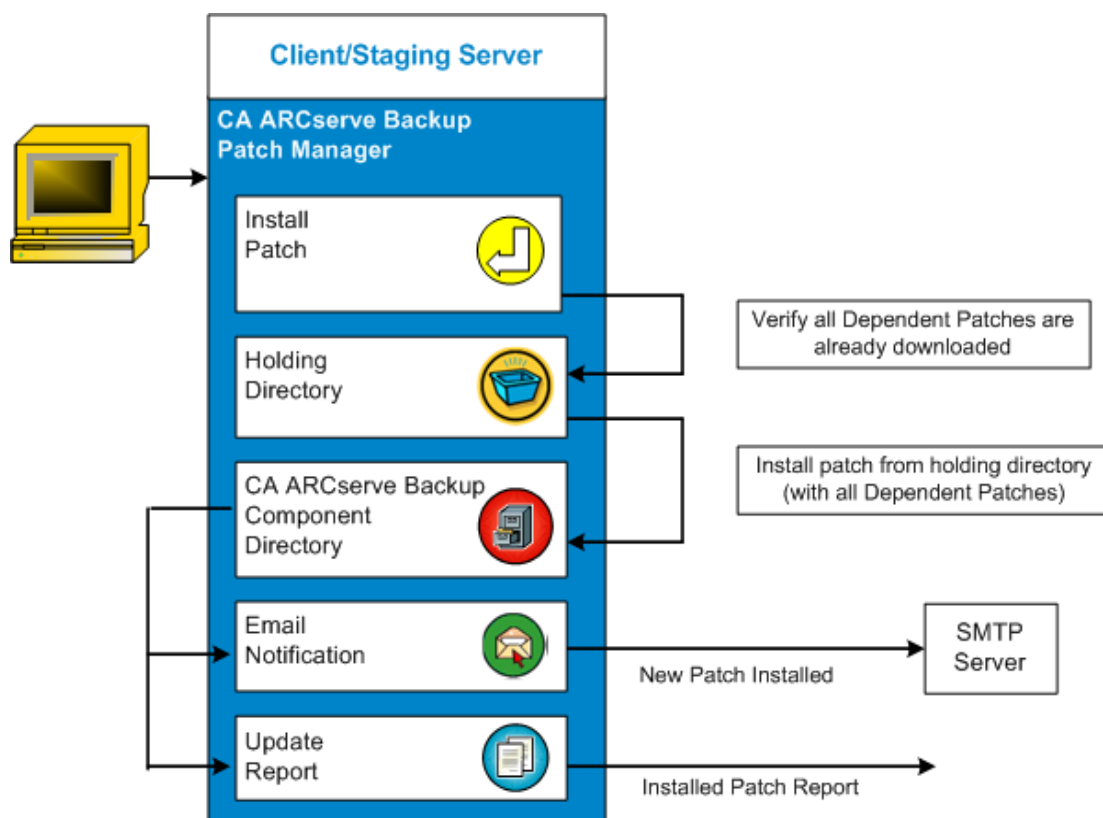 Client/Staging Server
CA ARCserve Backup
Patch Manager
Install
Patch
Verify all Dependent Patches are
already downloaded
Holding
Directory
Install patch from holding directory
(with all Dependent Patches)
CA ARCserve Backup
Component
Directory
Email
Notification
New Patch Installed
SMTP
Server
Update
Report
Installed Patch Report